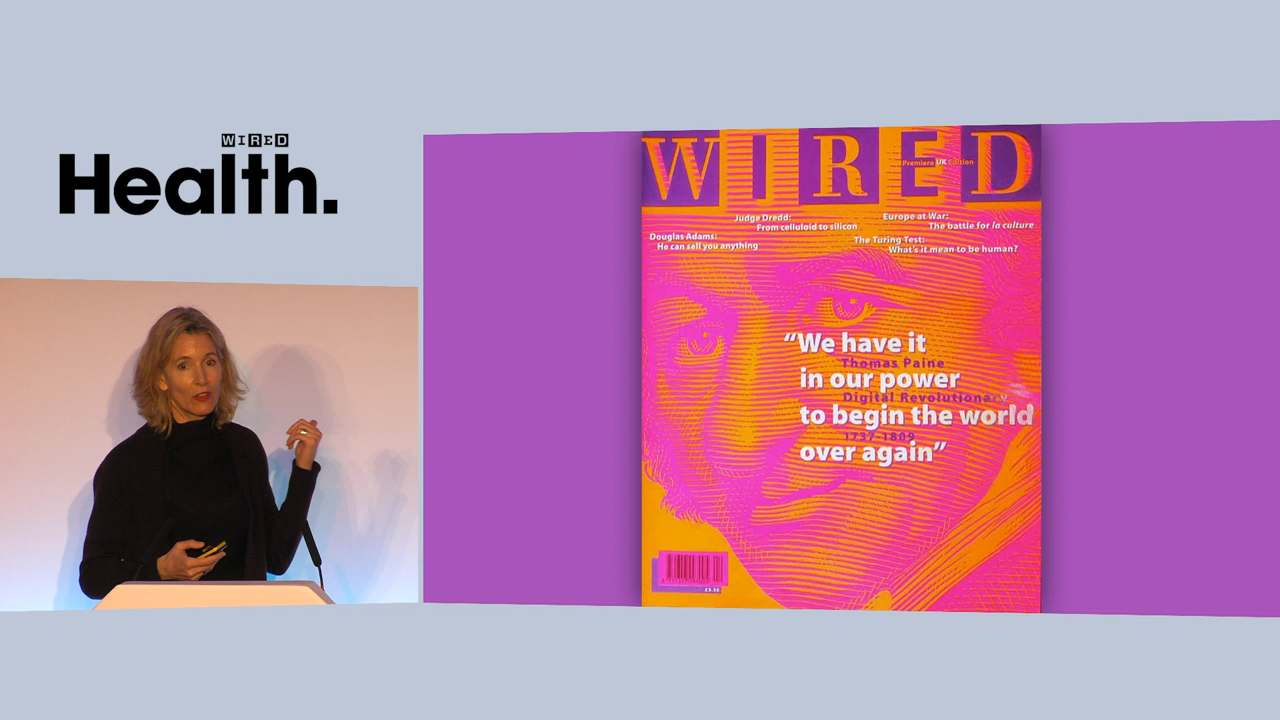 WIRED
Health.
WIRED
Premiere UK Edition
Judge Dredd:
From celluloid to silicon
Europe at War:
The battle for la culture
Douglas Adams:
He can sell you anything
The Turing Test:
What's it mean to be human?
"We have it
Thomas Paine
in our power
Digital Revolutionary
to begin the world
1737-1809
over again"